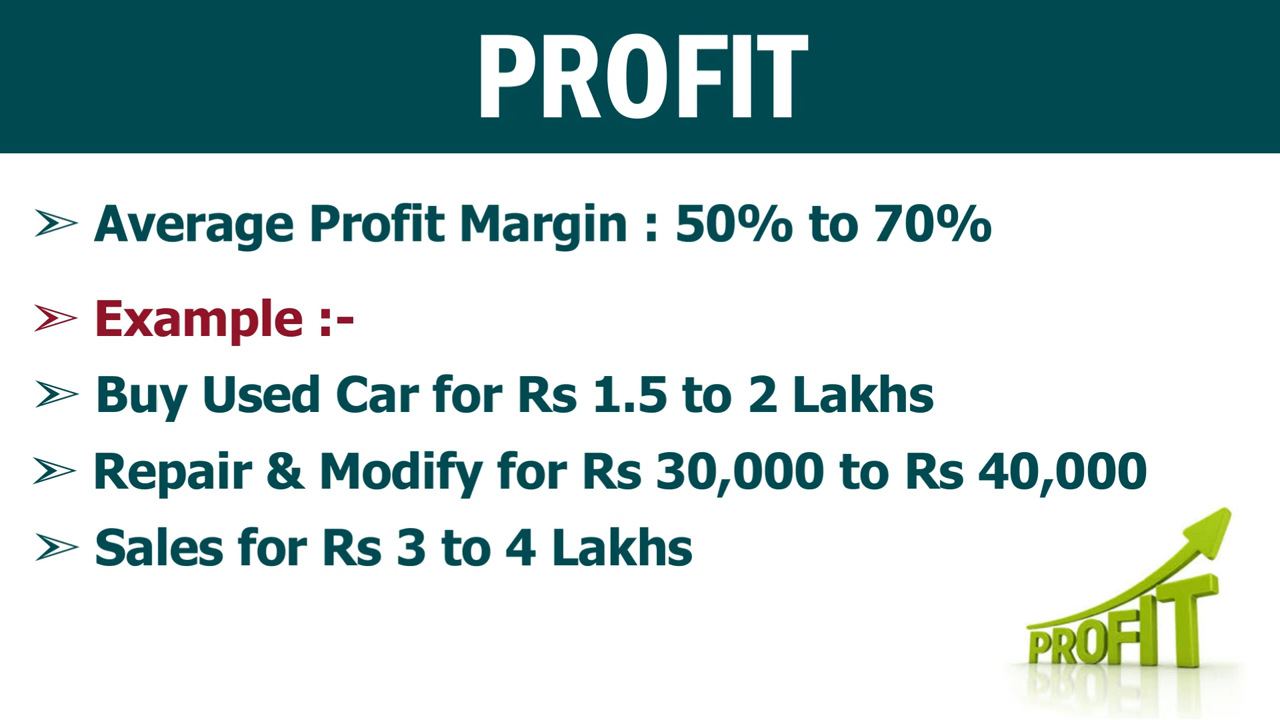 PROFIT
➢ Average Profit Margin : 50% to 70%
➢ Example :-
➢ Buy Used Car for Rs 1.5 to 2 Lakhs
➢ Repair & Modify for Rs 30,000 to Rs 40,000
➢ Sales for Rs 3 to 4 Lakhs
PROFIT